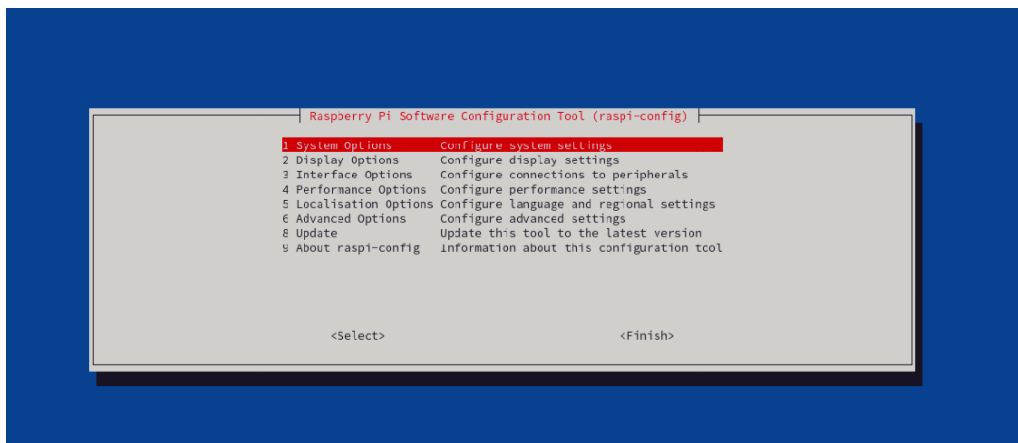 Raspberry Pi Software Configuration Tool (raspi-config)
1 System Options Configure system settings
2 Display Options Configure display settings
3 Interface Options Configure connections to peripherals
4 Performance Options Configure performance settings
5 Localisation Options Configure language and regional settings
6 Advanced Options Configure advanced settings
8 Update Update this tool to the latest version
9 About raspi-config Information about this configuration tool
<Select> <Finish>